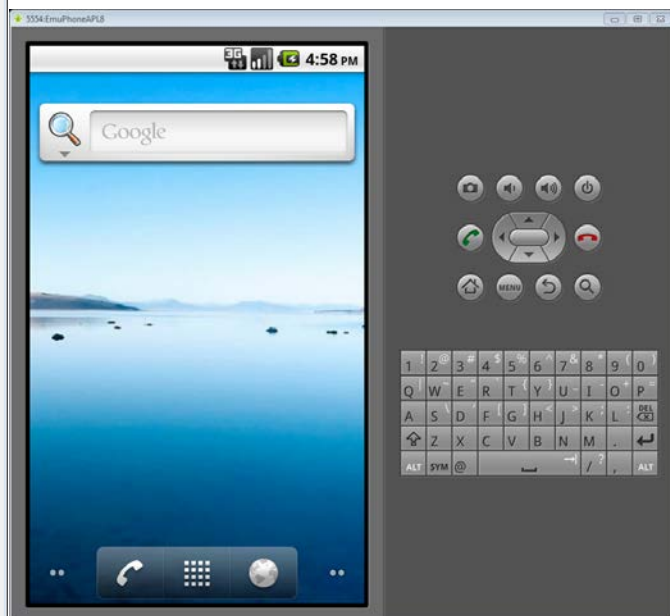 5554:EmuPhoneAPL8
3G
4:58 PM
Google
MENU
1 ! 2 @ 3 # 4 $ 5 % 6 ^ 7 & 8 * 9 ( 0 )
Q | W ~ E " R ` T { Y } U _ I - O + P =
A S \ D ' F [ G ] H < J > K ; L : DEL
Z X C V B N M .
ALT SYM @ / ? , ALT